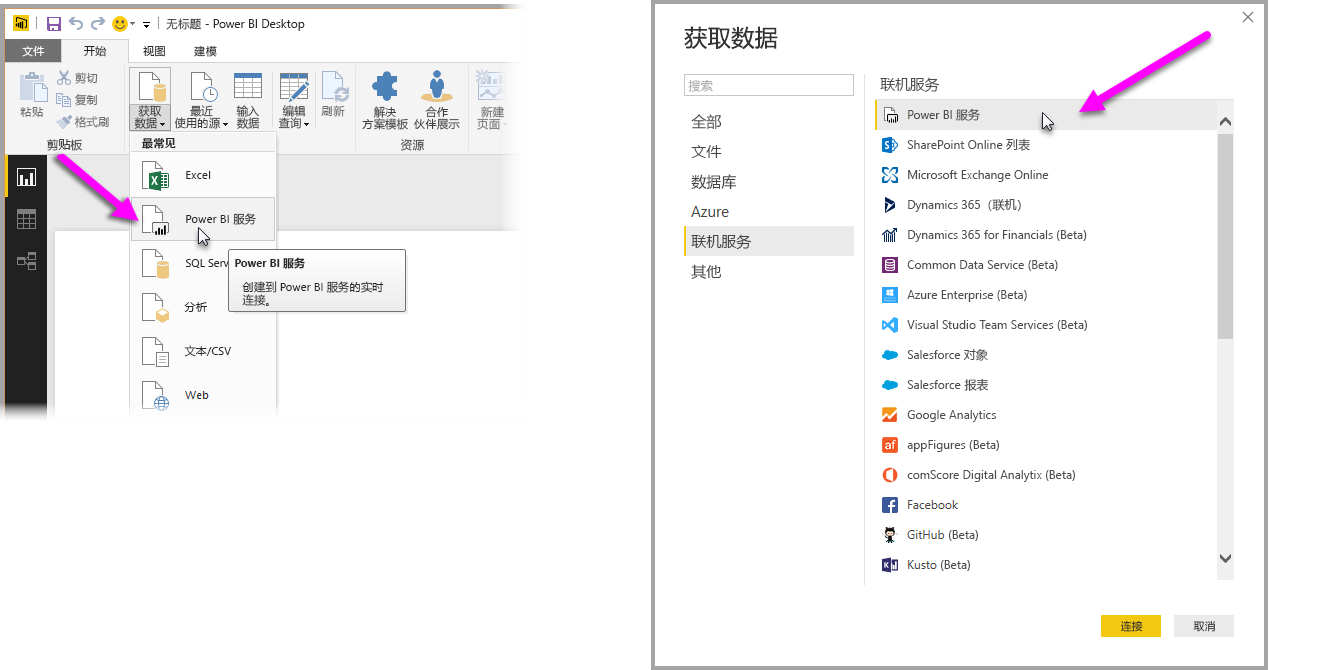 无标题 - Power BI Desktop
文件
开始
视图
建模
粘贴
剪切
复制
格式刷
剪贴板
获取
数据
最近
使用的源
输入
数据
编辑
查询
刷新
解决
方案模板
合作
伙伴展示
资源
新建
页面
最常见
Excel
Power BI 服务
SQL Serv
Power BI 服务
创建到 Power BI 服务的实时
连接。
分析
文本/CSV
Web
获取数据
搜索
全部
文件
数据库
Azure
联机服务
其他
联机服务
Power BI 服务
SharePoint Online 列表
Microsoft Exchange Online
Dynamics 365（联机）
Dynamics 365 for Financials (Beta)
Common Data Service (Beta)
Azure Enterprise (Beta)
Visual Studio Team Services (Beta)
Salesforce 对象
Salesforce 报表
Google Analytics
appFigures (Beta)
comScore Digital Analytix (Beta)
Facebook
GitHub (Beta)
Kusto (Beta)
连接
取消